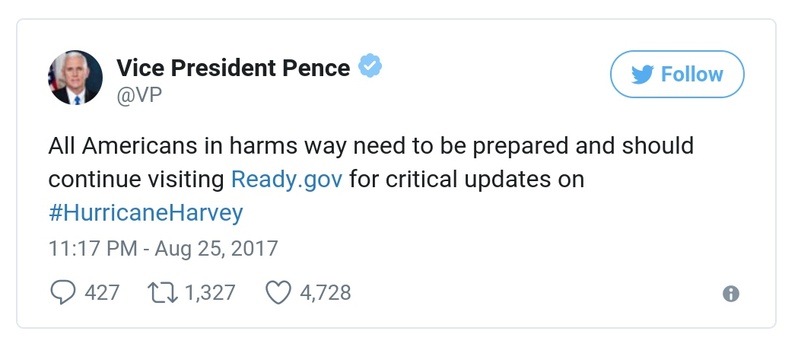 Vice President Pence
@VP
Follow
All Americans in harms way need to be prepared and should
continue visiting Ready.gov for critical updates on
#HurricaneHarvey
11:17 PM - Aug 25, 2017
427 1,327 4,728